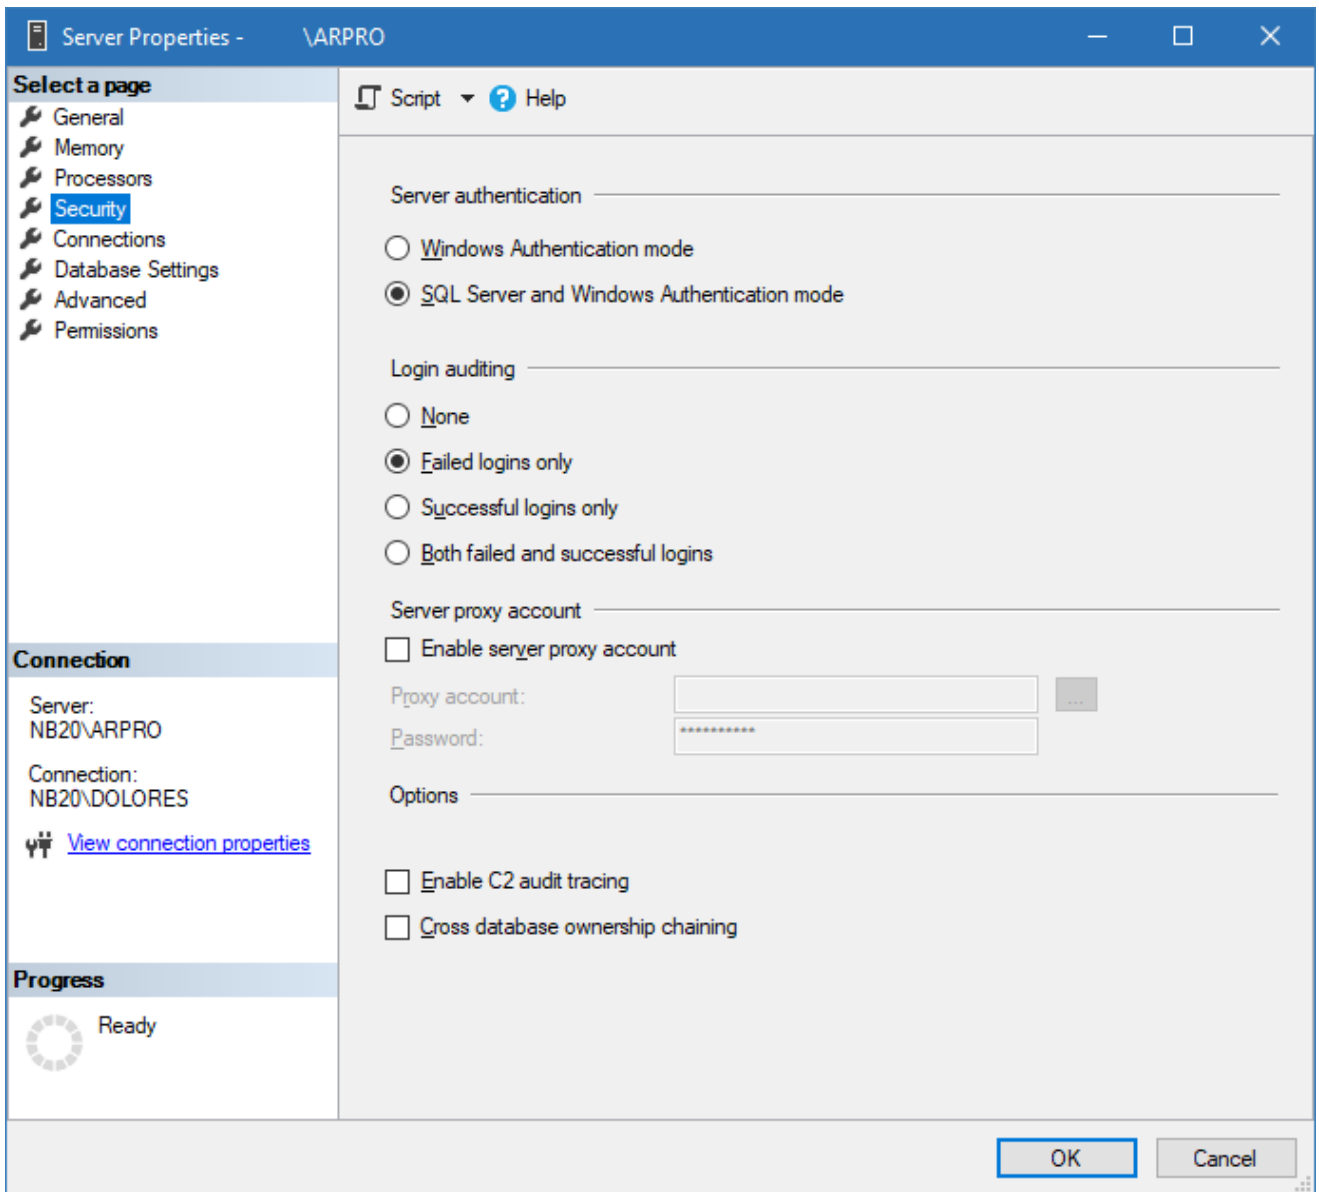 Server Properties -          \ARPRO
Select a page
General
Memory
Processors
Security
Connections
Database Settings
Advanced
Permissions
Script
Help
Server authentication
Windows Authentication mode
SQL Server and Windows Authentication mode
Login auditing
None
Failed logins only
Successful logins only
Both failed and successful logins
Server proxy account
Enable server proxy account
Proxy account:
...
Password:
**********
Options
Enable C2 audit tracing
Cross database ownership chaining
Connection
Server:
NB20\ARPRO
Connection:
NB20\DOLORES
View connection properties
Progress
Ready
OK
Cancel